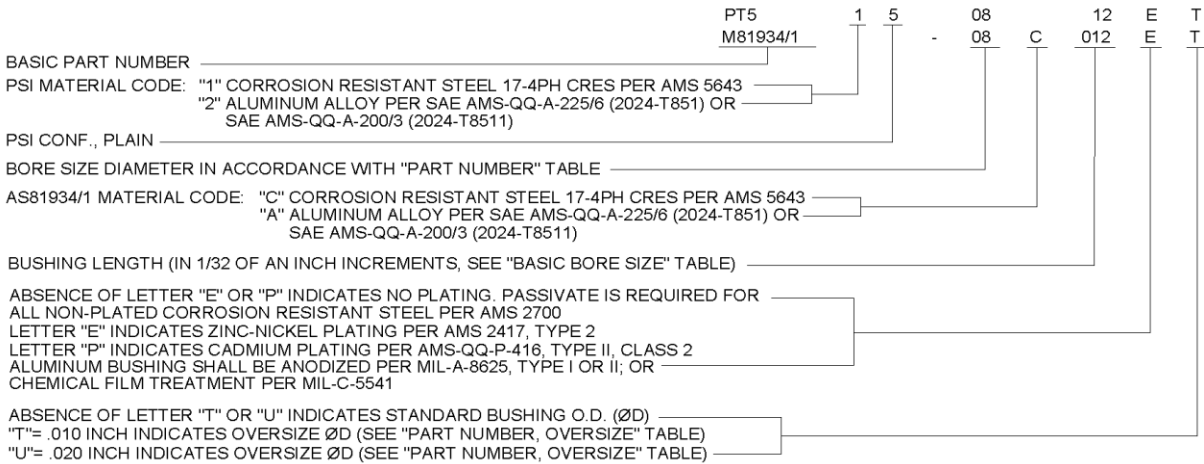 PT5 1 5 08 12 E T
M81934/1 - 08 C 012 E T
BASIC PART NUMBER
PSI MATERIAL CODE: "1" CORROSION RESISTANT STEEL 17-4PH CRES PER AMS 5643
"2" ALUMINUM ALLOY PER SAE AMS-QQ-A-225/6 (2024-T851) OR
SAE AMS-QQ-A-200/3 (2024-T8511)
PSI CONF., PLAIN
BORE SIZE DIAMETER IN ACCORDANCE WITH "PART NUMBER" TABLE
AS81934/1 MATERIAL CODE: "C" CORROSION RESISTANT STEEL 17-4PH CRES PER AMS 5643
"A" ALUMINUM ALLOY PER SAE AMS-QQ-A-225/6 (2024-T851) OR
SAE AMS-QQ-A-200/3 (2024-T8511)
BUSHING LENGTH (IN 1/32 OF AN INCH INCREMENTS, SEE "BASIC BORE SIZE" TABLE)
ABSENCE OF LETTER "E" OR "P" INDICATES NO PLATING. PASSIVATE IS REQUIRED FOR
ALL NON-PLATED CORROSION RESISTANT STEEL PER AMS 2700
LETTER "E" INDICATES ZINC-NICKEL PLATING PER AMS 2417, TYPE 2
LETTER "P" INDICATES CADMIUM PLATING PER AMS-QQ-P-416, TYPE II, CLASS 2
ALUMINUM BUSHING SHALL BE ANODIZED PER MIL-A-8625, TYPE I OR II; OR
CHEMICAL FILM TREATMENT PER MIL-C-5541
ABSENCE OF LETTER "T" OR "U" INDICATES STANDARD BUSHING O.D. (ØD)
"T"= .010 INCH INDICATES OVERSIZE ØD (SEE "PART NUMBER, OVERSIZE" TABLE)
"U"= .020 INCH INDICATES OVERSIZE ØD (SEE "PART NUMBER, OVERSIZE" TABLE)